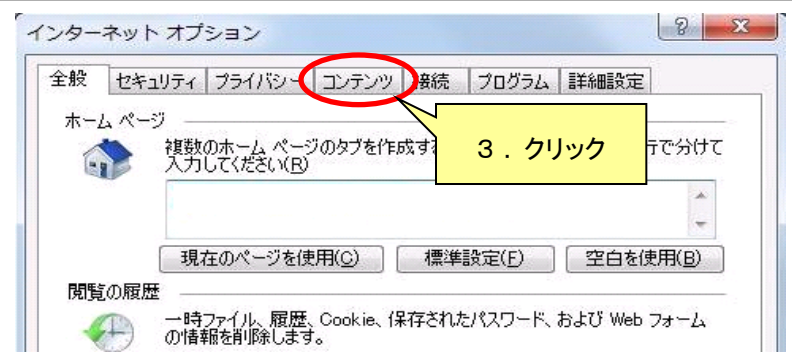 インターネット オプション
全般 セキュリティ プライバシー コンテンツ 接続 プログラム 詳細設定
ホーム ページ
複数のホーム ページのタブを作成す 行で分けて
入力してください(R)
3．クリック
現在のページを使用(C) 標準設定(F) 空白を使用(B)
閲覧の履歴
一時ファイル、履歴、Cookie、保存されたパスワード、および Web フォーム
の情報を削除します。